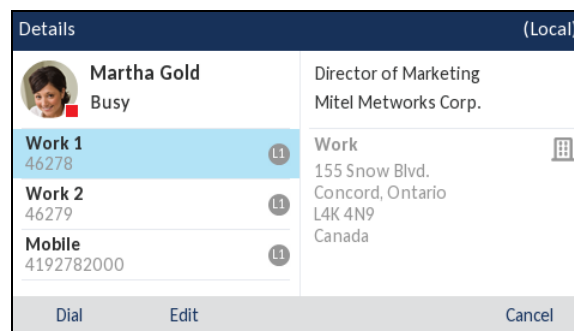 Details
(Local)
Martha Gold
Busy
Work 1
46278
L1
Work 2
46279
L1
Mobile
4192782000
L1
Director of Marketing
Mitel Metworks Corp.
Work
155 Snow Blvd.
Concord, Ontario
L4K 4N9
Canada
Dial
Edit
Cancel